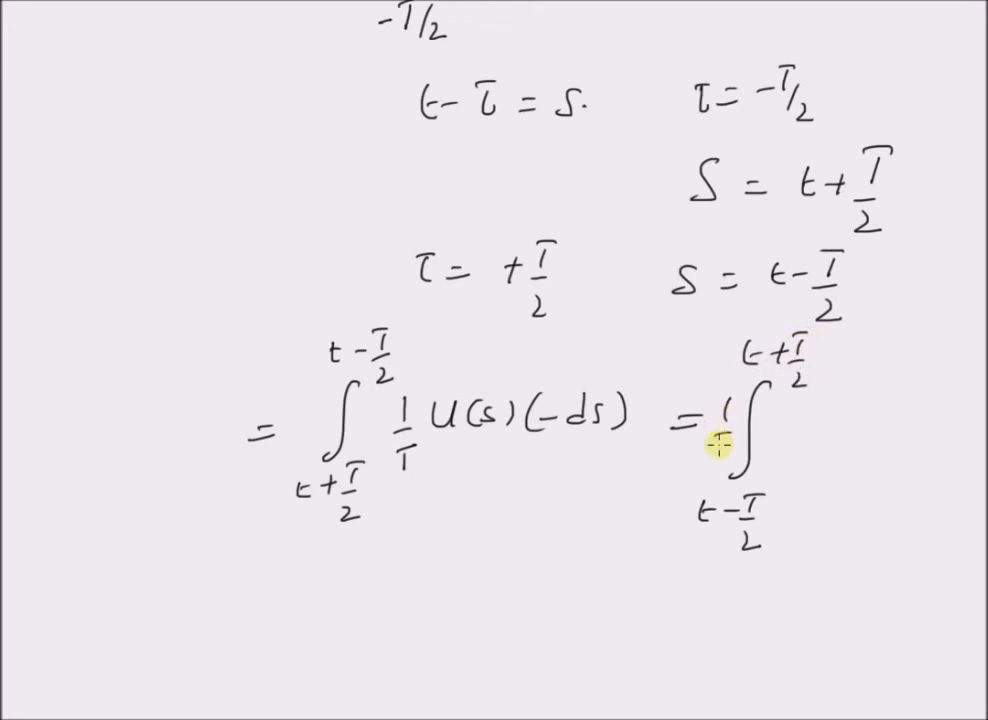 -T/2
t - τ = s.    τ = -T/2
S = t + T/2
τ = +T/2    s = t - T/2
= ∫_{t + T/2}^{t - T/2} 1/T u(s) (-ds) = 1/T ∫_{t - T/2}^{t + T/2}